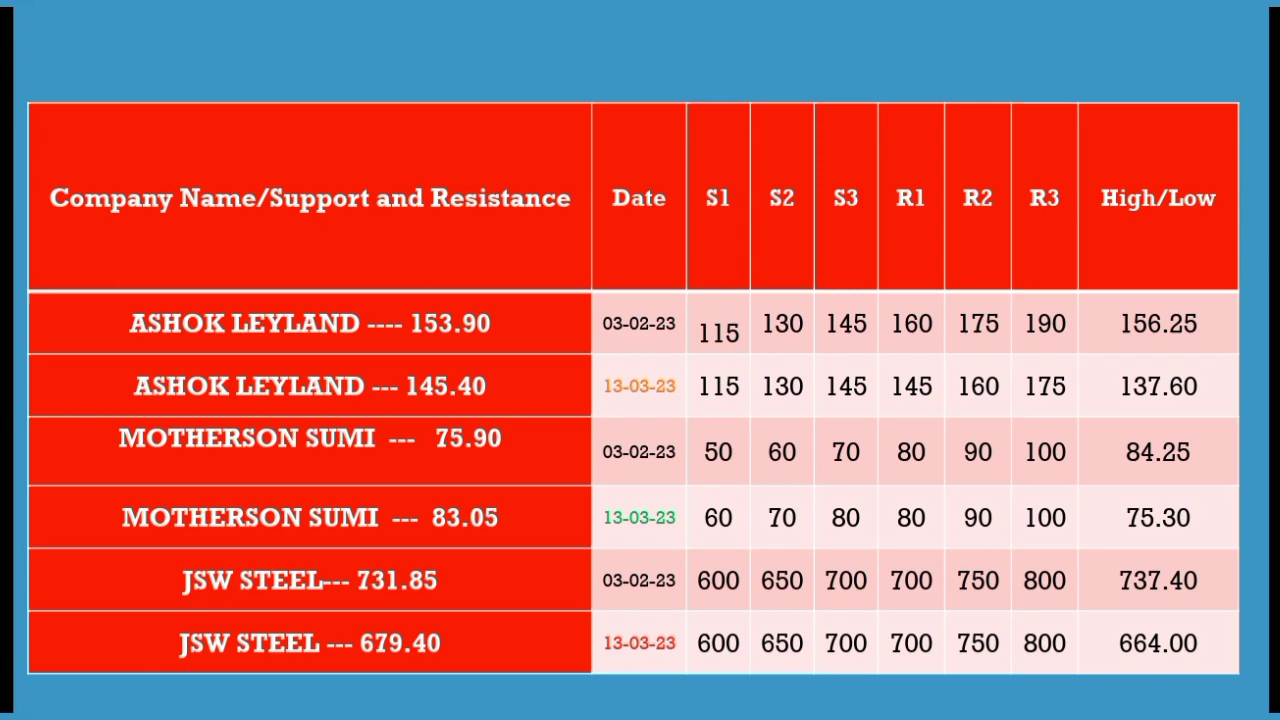 Company Name/Support and Resistance Date S1 S2 S3 R1 R2 R3 High/Low
ASHOK LEYLAND ---- 153.90 03-02-23 115 130 145 160 175 190 156.25
ASHOK LEYLAND --- 145.40 13-03-23 115 130 145 145 160 175 137.60
MOTHERSON SUMI --- 75.90 03-02-23 50 60 70 80 90 100 84.25
MOTHERSON SUMI --- 83.05 13-03-23 60 70 80 80 90 100 75.30
JSW STEEL--- 731.85 03-02-23 600 650 700 700 750 800 737.40
JSW STEEL --- 679.40 13-03-23 600 650 700 700 750 800 664.00